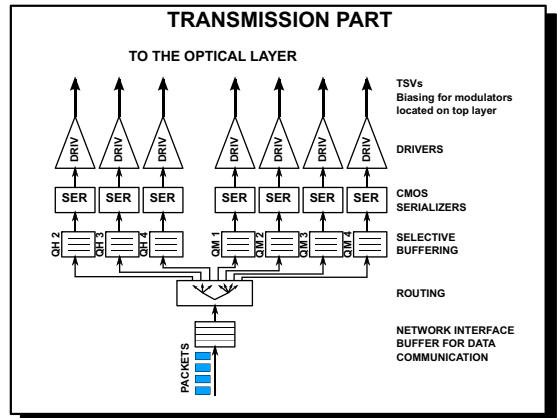 TRANSMISSION PART
TO THE OPTICAL LAYER
TSVs
Biasing for modulators
located on top layer
DRIV DRIV DRIV DRIV DRIV DRIV DRIV
DRIVERS
SER SER SER SER SER SER SER
CMOS
SERIALIZERS
QH 2 QH 3 QH 4 QM 1 QM 2 QM 3 QM 4
SELECTIVE
BUFFERING
ROUTING
NETWORK INTERFACE
BUFFER FOR DATA
COMMUNICATION
PACKETS